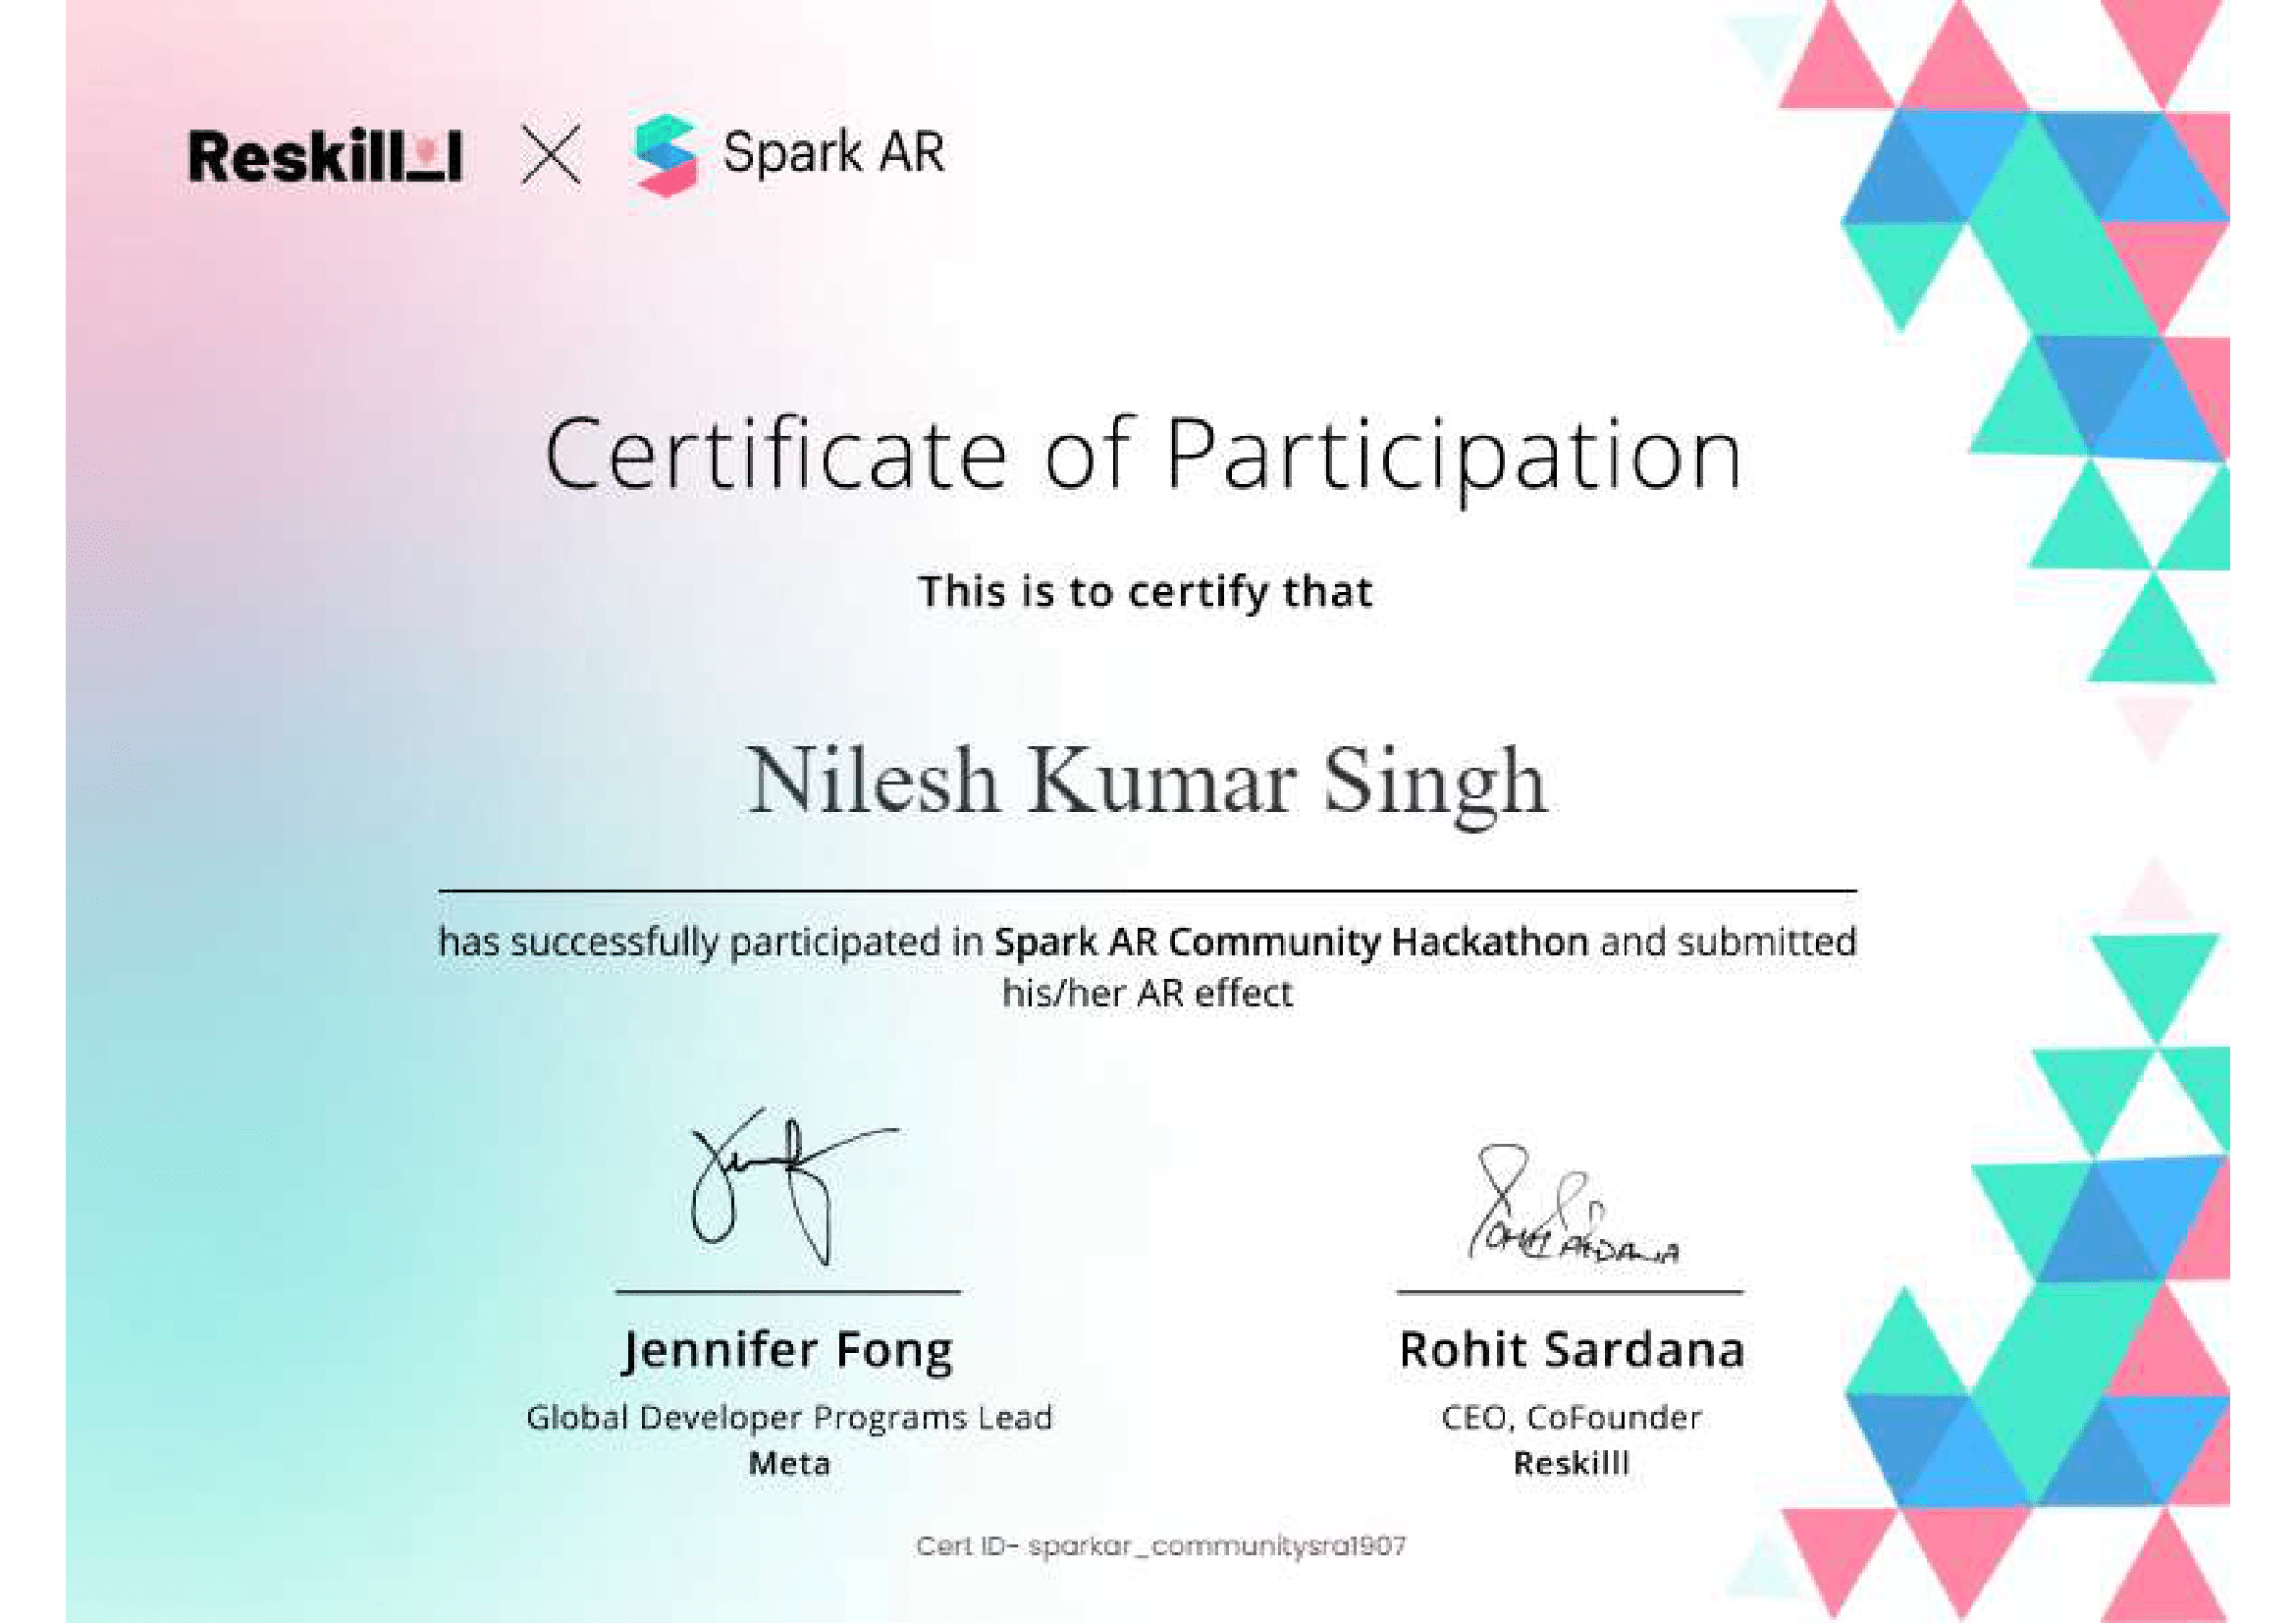 Reskilll × Spark AR
Certificate of Participation
This is to certify that
Nilesh Kumar Singh
has successfully participated in Spark AR Community Hackathon and submitted
his/her AR effect
Rohit Sardana
Jennifer Fong
Rohit Sardana
Global Developer Programs Lead
CEO, CoFounder
Meta
Reskilll
Cert ID- sparkar_communitysra1907